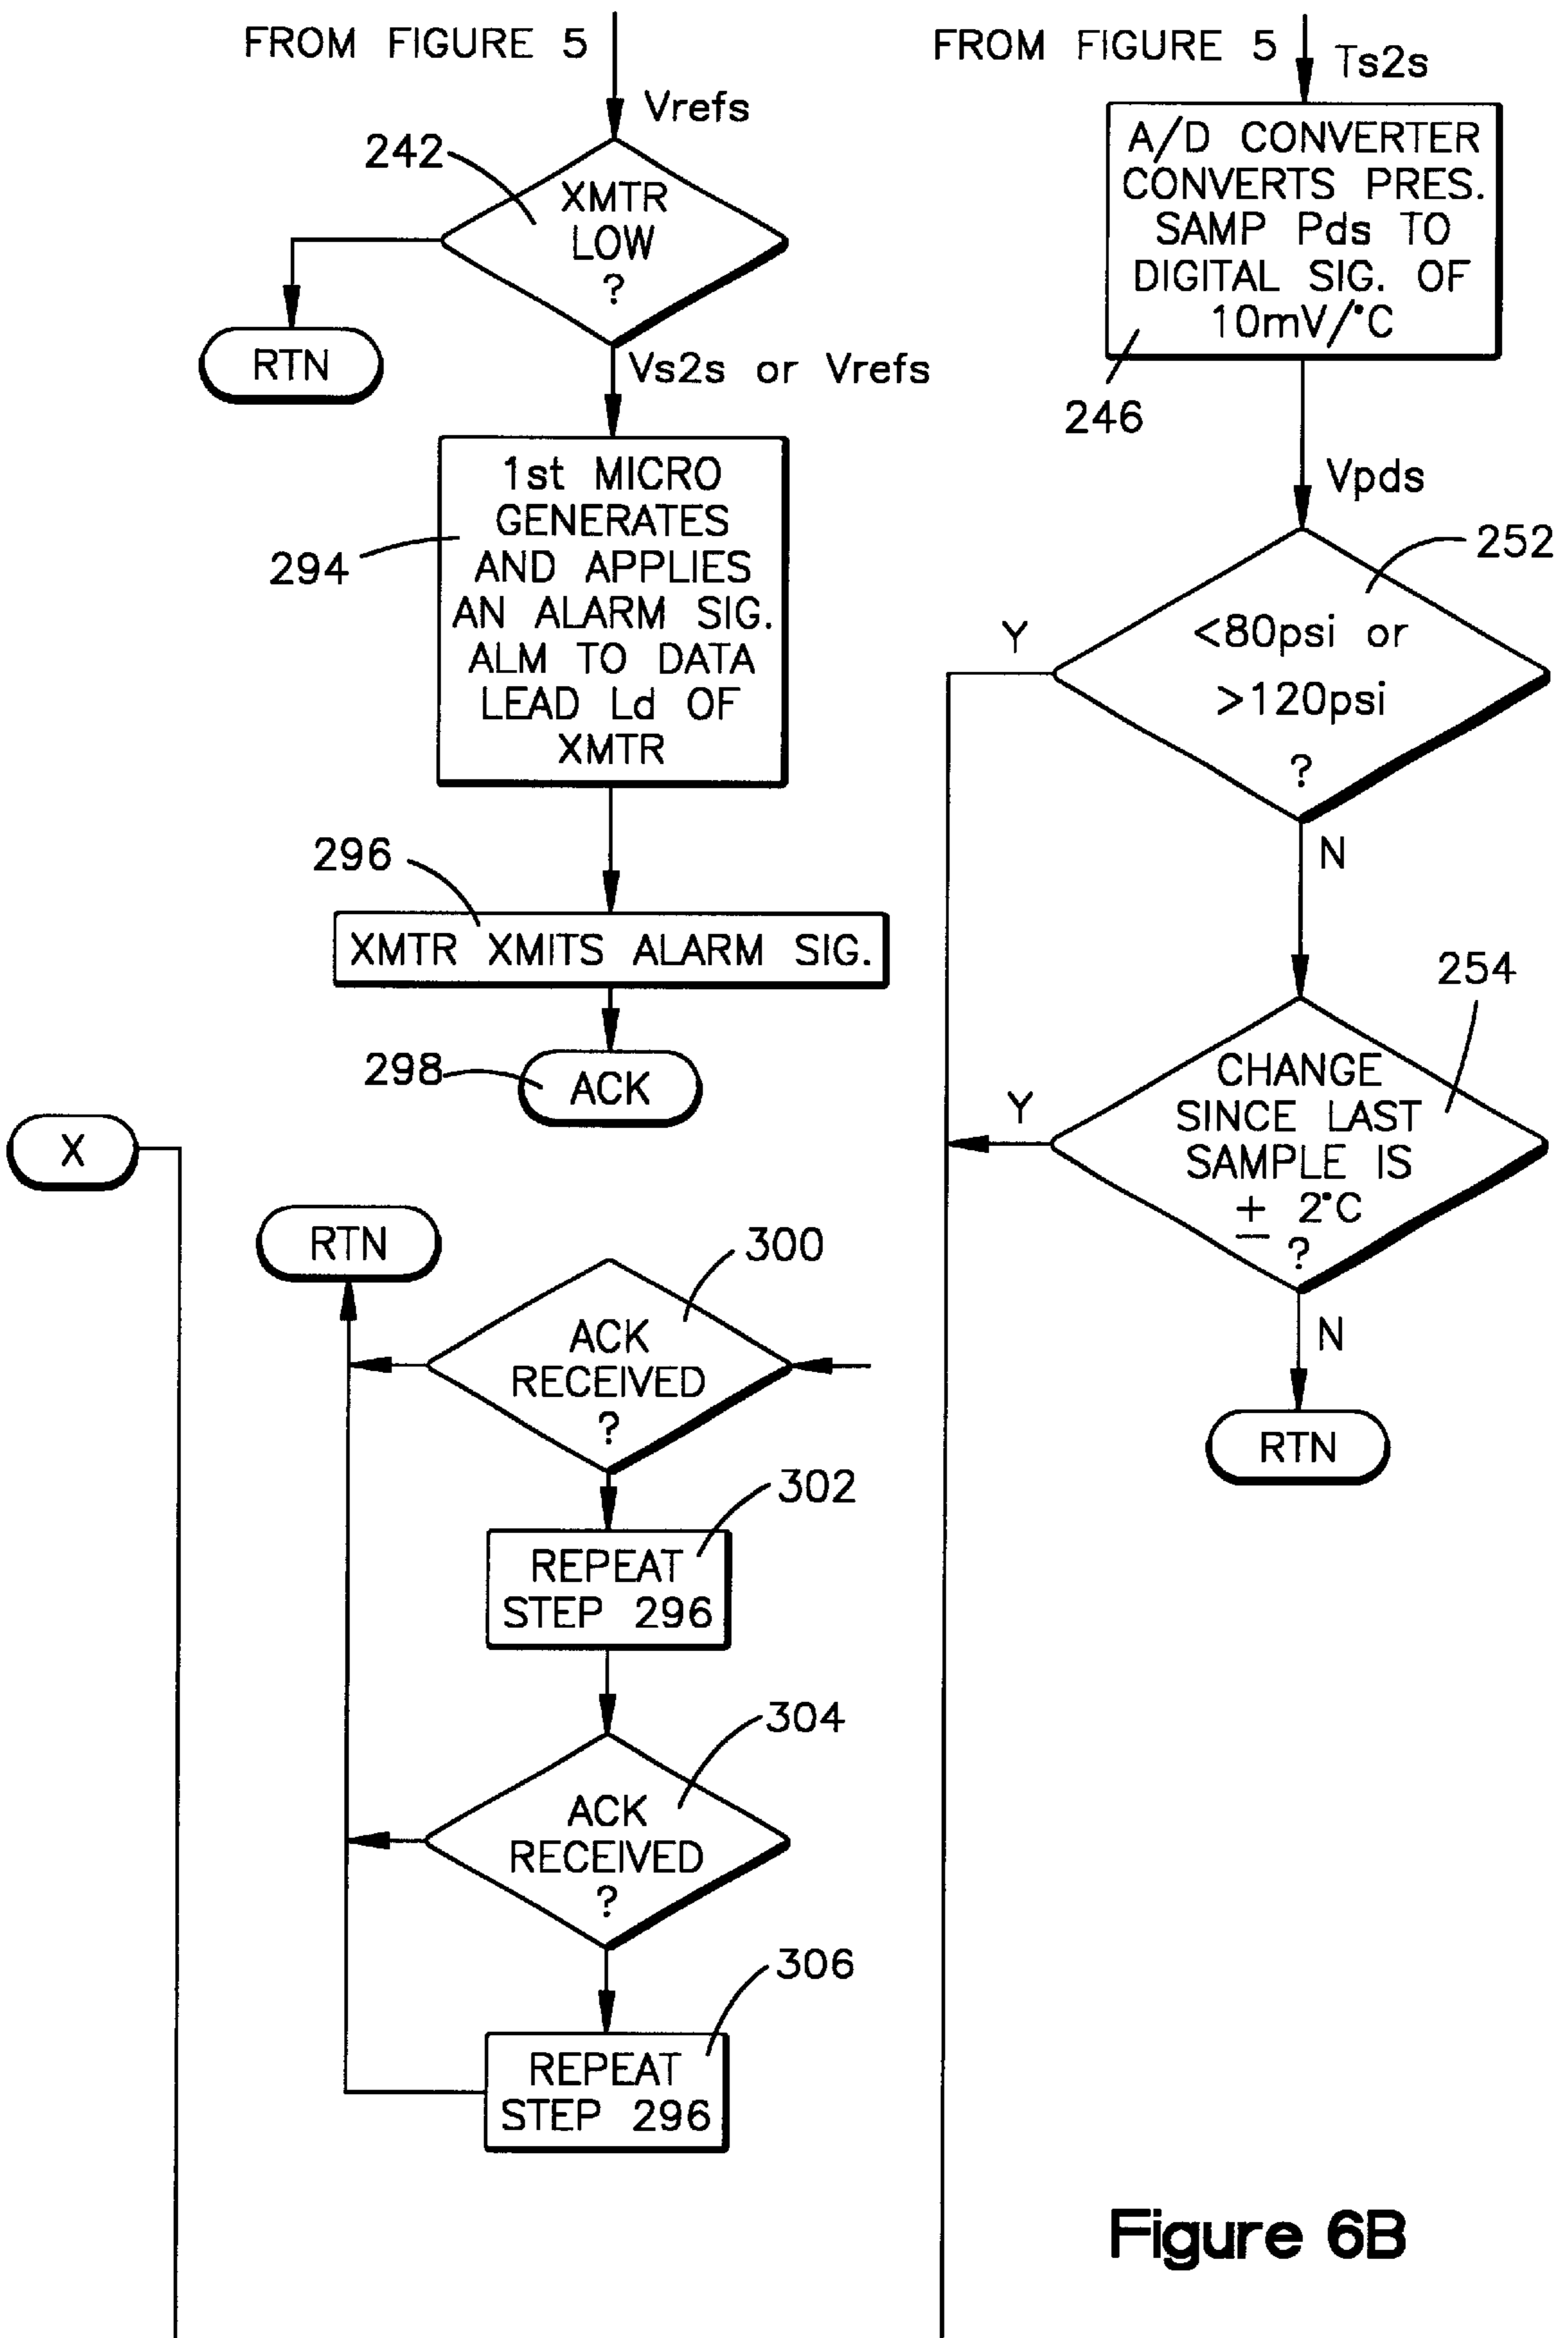 FROM FIGURE 5
Vrefs
242
XMTR
LOW
?
RTN
Vs2s or Vrefs
294
1st MICRO
GENERATES
AND APPLIES
AN ALARM SIG.
ALM TO DATA
LEAD Ld OF
XMTR
296
XMTR XMITS ALARM SIG.
298
ACK
X
RTN
300
ACK
RECEIVED
?
302
REPEAT
STEP 296
304
ACK
RECEIVED
?
306
REPEAT
STEP 296
FROM FIGURE 5
Ts2s
A/D CONVERTER
CONVERTS PRES.
SAMP Pds TO
DIGITAL SIG. OF
10mV/°C
246
Vpds
252
<80psi or
>120psi
?
Y
N
254
CHANGE
SINCE LAST
SAMPLE IS
± 2°C
?
Y
N
RTN
Figure 6B